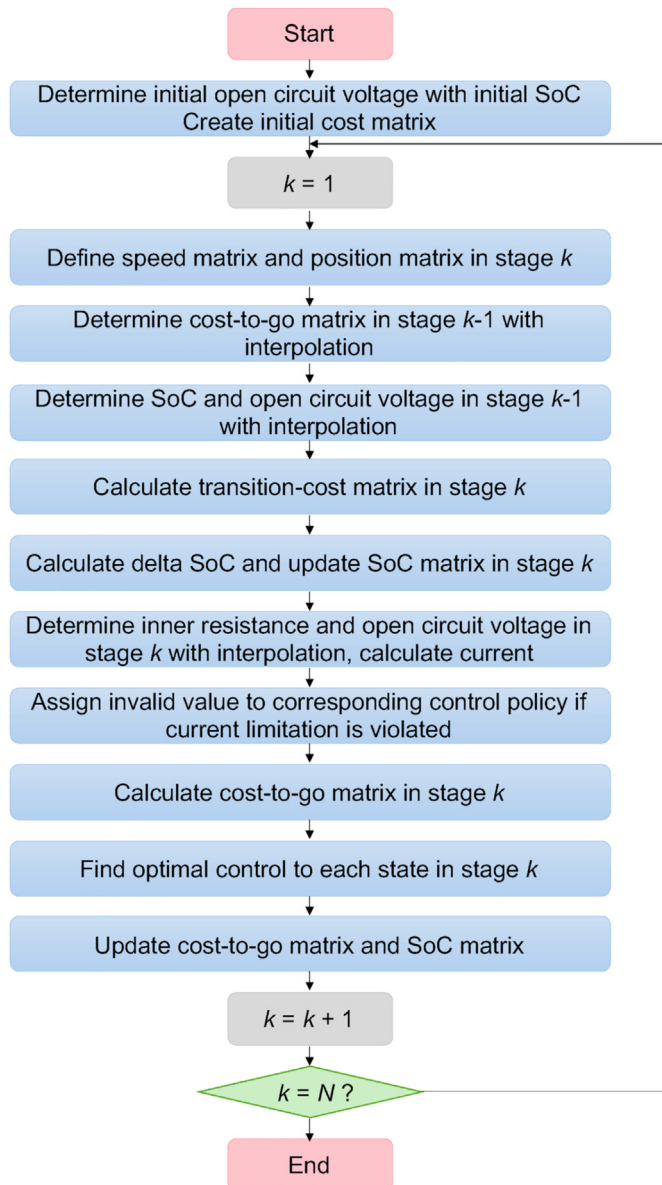 Start
Determine initial open circuit voltage with initial SoC
Create initial cost matrix
k = 1
Define speed matrix and position matrix in stage k
Determine cost-to-go matrix in stage k-1 with
interpolation
Determine SoC and open circuit voltage in stage k-1
with interpolation
Calculate transition-cost matrix in stage k
Calculate delta SoC and update SoC matrix in stage k
Determine inner resistance and open circuit voltage in
stage k with interpolation, calculate current
Assign invalid value to corresponding control policy if
current limitation is violated
Calculate cost-to-go matrix in stage k
Find optimal control to each state in stage k
Update cost-to-go matrix and SoC matrix
k = k + 1
k = N ?
End